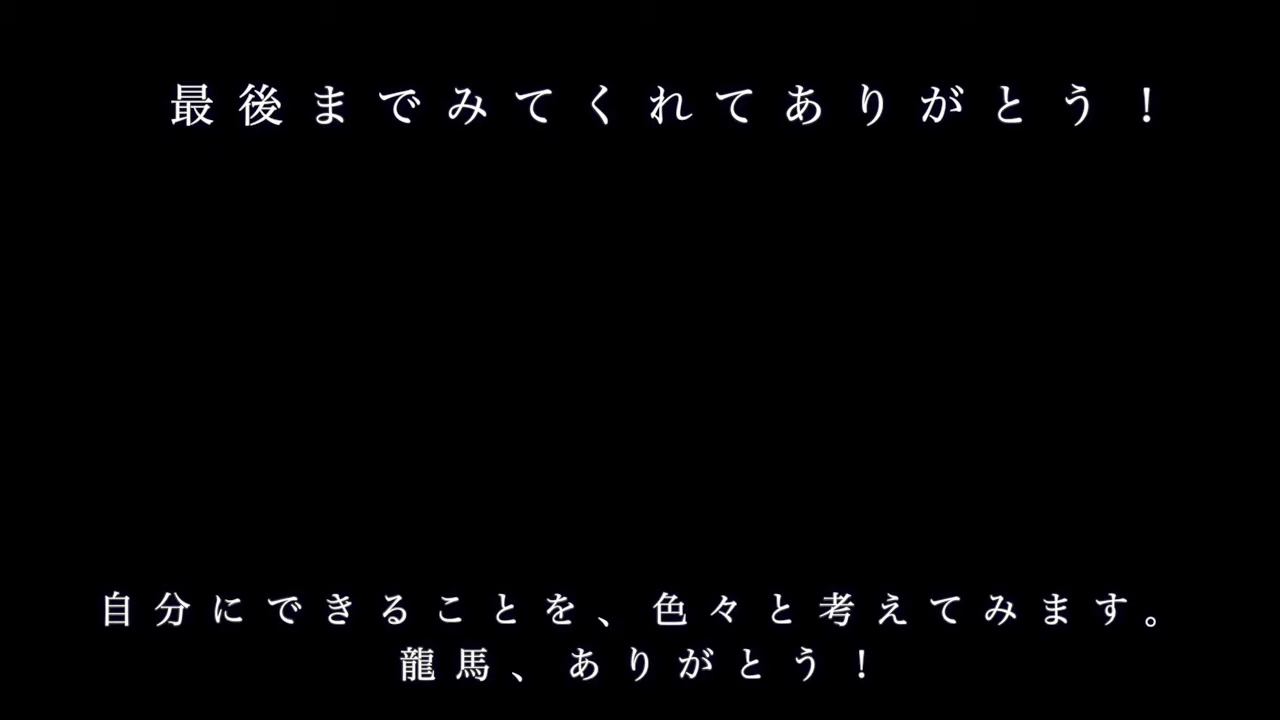 最後までみてくれてありがとう！
自分にできることを、色々と考えてみます。
龍馬、ありがとう！